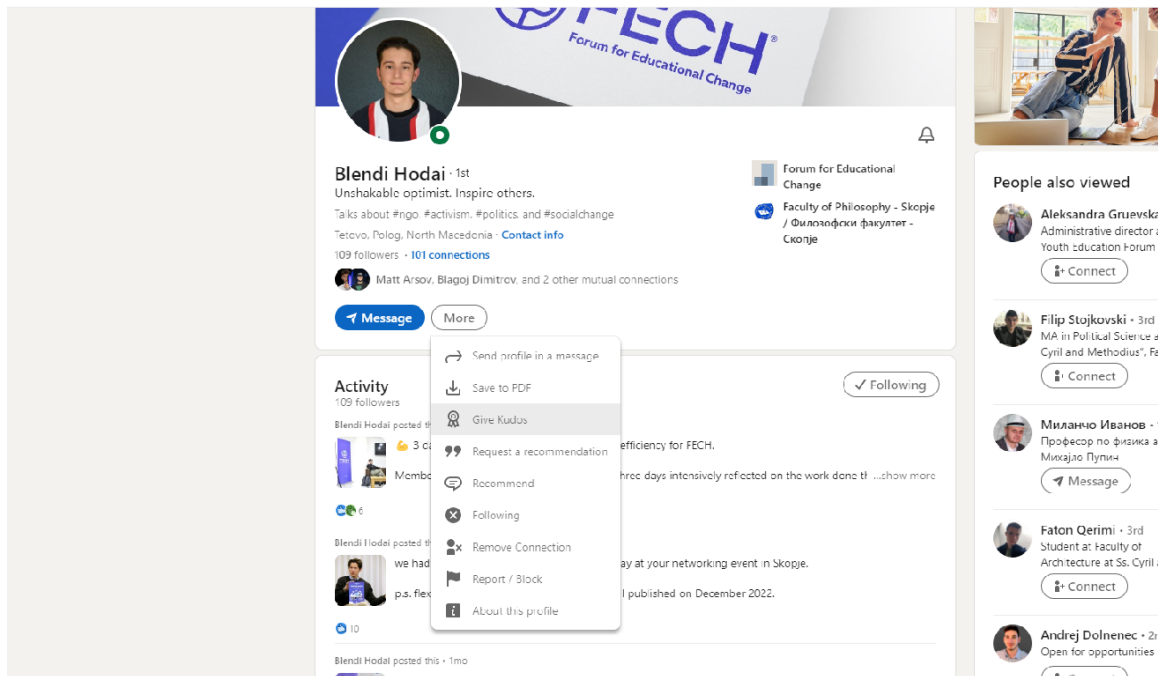 FECH®
Forum for Educational Change
Blendi Hodai · 1st
Unshakable optimist. Inspire others.
Talks about #ngo, #activism, #politics, and #socialchange
Tetovo, Polog, North Macedonia · Contact info
109 followers · 101 connections
Matt Arsov, Blagoj Dimitrov, and 2 other mutual connections
Forum for Educational
Change
Faculty of Philosophy - Skopje
/ Филозофски факултет -
Скопје
Message
More
Send profile in a message
Save to PDF
Give Kudos
Request a recommendation
Recommend
Following
Remove Connection
Report / Block
About this profile
Activity
109 followers
Following
Blendi Hodai posted
💪 3
efficiency for FECH.
hree days intensively reflected on the work done th ...show more
6
Blendi Hodai posted
we had
ay at your networking event in Skopje.
p.s.
published on December 2022.
10
Blendi Hodai posted this • 1mo
People also viewed
Aleksandra Gruevska
Administrative director
Youth Education Forum
Connect
Filip Stojkovski • 3rd
MA in Political Science
Cyril and Methodius",
Connect
Миланчо Иванов •
Професор по физика
Михајло Пупин
Message
Faton Qerimi • 3rd
Student at Faculty of
Architecture at Ss. Cyril
Connect
Andrej Dolnenec •
Open for opportunities